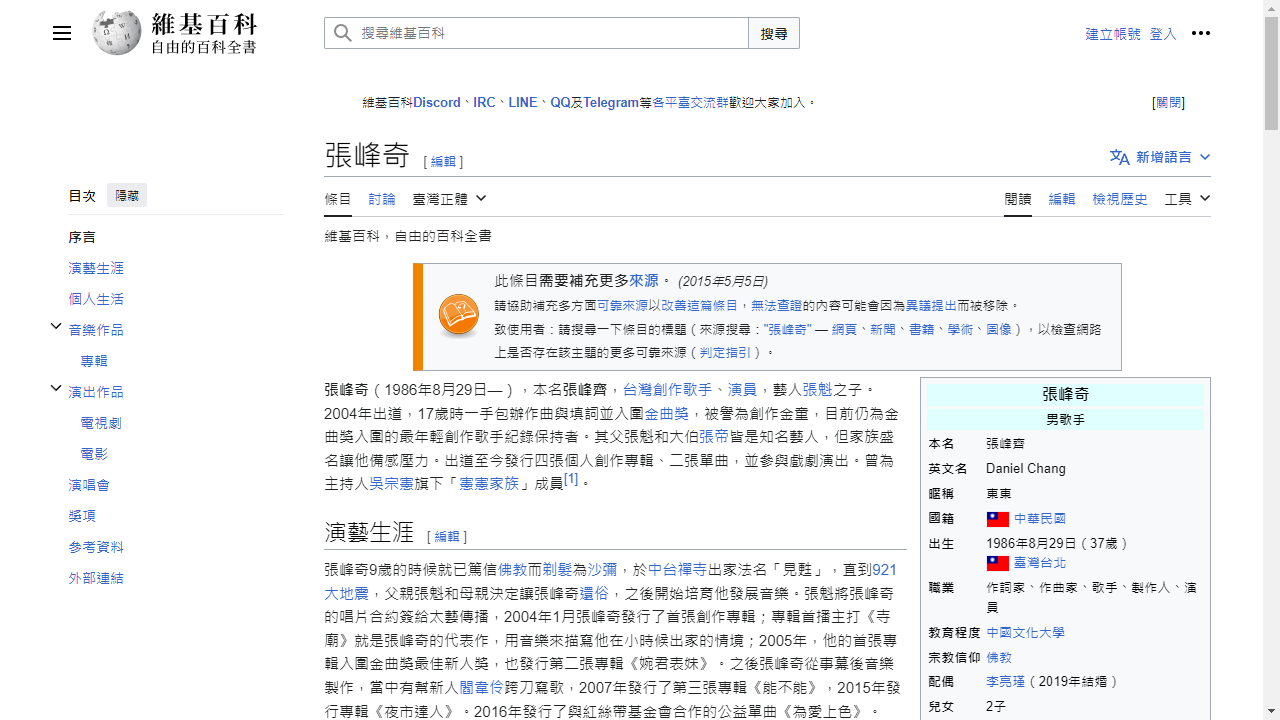 維基百科
自由的百科全書
搜尋維基百科
搜尋
建立帳號 登入
維基百科Discord、IRC、LINE、QQ及Telegram等各平臺交流群歡迎大家加入。
[關閉]
張峰奇 [ 編輯 ]
新增語言
目次 隱藏
序言
演藝生涯
個人生活
音樂作品
專輯
演出作品
電視劇
電影
演唱會
獎項
參考資料
外部連結
條目 討論 臺灣正體
閱讀 編輯 檢視歷史 工具
維基百科，自由的百科全書
此條目需要補充更多來源。 (2015年5月5日)
請協助補充多方面可靠來源以改善這篇條目，無法查證的內容可能會因為異議提出而被移除。
致使用者：請搜尋一下條目的標題（來源搜尋："張峰奇" — 網頁、新聞、書籍、學術、圖像），以檢查網路
上是否存在該主題的更多可靠來源（判定指引）。
張峰奇（1986年8月29日—），本名張峰齊，台灣創作歌手、演員，藝人張魁之子。
2004年出道，17歲時一手包辦作曲與填詞並入圍金曲獎，被譽為創作金童，目前仍為金
曲獎入圍的最年輕創作歌手紀錄保持者。其父張魁和大伯張帝皆是知名藝人，但家族盛
名讓他備感壓力。出道至今發行四張個人創作專輯、二張單曲，並參與戲劇演出。曾為
主持人吳宗憲旗下「憲憲家族」成員[1]。
演藝生涯 [ 編輯 ]
張峰奇9歲的時候就已篤信佛教而剃髮為沙彌，於中台禪寺出家法名「見甦」，直到921
大地震，父親張魁和母親決定讓張峰奇還俗，之後開始培育他發展音樂。張魁將張峰奇
的唱片合約簽給太藝傳播，2004年1月張峰奇發行了首張創作專輯；專輯首播主打《寺
廟》就是張峰奇的代表作，用音樂來描寫他在小時候出家的情境；2005年，他的首張專
輯入圍金曲獎最佳新人獎，也發行第二張專輯《婉君表妹》。之後張峰奇從事幕後音樂
製作，當中有幫新人閻韋伶跨刀寫歌，2007年發行了第三張專輯《能不能》，2015年發
行專輯《夜市達人》。2016年發行了與紅絲帶基金會合作的公益單曲《為愛上色》。
張峰奇
男歌手
本名 張峰齊
英文名 Daniel Chang
暱稱 東東
國籍 中華民國
出生 1986年8月29日（37歲）
臺灣台北
職業 作詞家、作曲家、歌手、製作人、演
員
教育程度 中國文化大學
宗教信仰 佛教
配偶 李亮瑾（2019年結婚）
兒女 2子